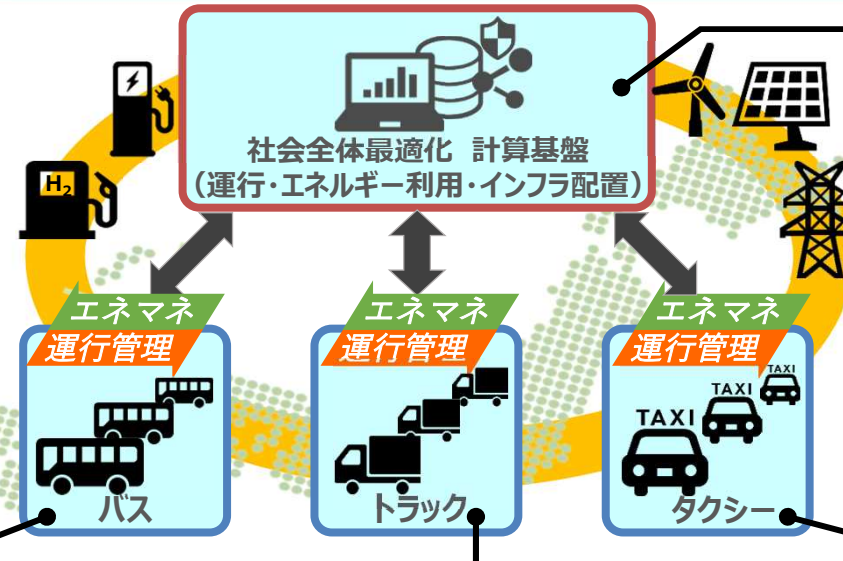 社会全体最適化 計算基盤
(運行・エネルギー利用・インフラ配置)
H₂
エネマネ
運行管理
バス
エネマネ
運行管理
トラック
エネマネ
運行管理
TAXI
TAXI
TAXI
タクシー